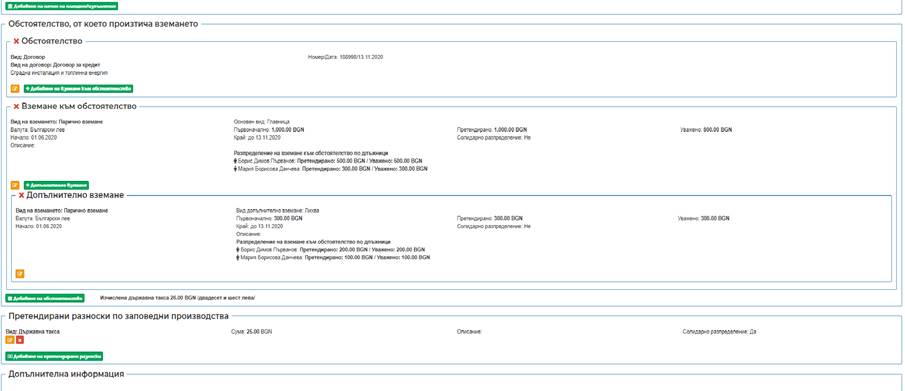 Добавяне на начин на плащане/изпълнение
Обстоятелство, от което произтича вземането
Обстоятелство
Вид: Договор
Номер/Дата: 100998/13.11.2020
Вид на договор: Договор за кредит
Сградна инсталация и топлинна енергия
Добавяне на вземане към обстоятелство
Вземане към обстоятелство
Вид на вземането: Парично вземане
Основен вид: Главница
Валута: Български лев
Първоначално: 1,000.00 BGN
Претендирано: 1,000.00 BGN
Уважено: 800.00 BGN
Начало: 01.06.2020
Край: до 13.11.2020
Солидарно разпределение: Не
Описание:
Разпределение на вземане към обстоятелство по длъжници
Борис Димов Първанов: Претендирано: 500.00 BGN / Уважено: 500.00 BGN
Мария Борисова Данчева: Претендирано: 300.00 BGN / Уважено: 300.00 BGN
Допълнително вземане
Допълнително вземане
Вид на вземането: Парично вземане
Вид допълнително вземане: Лихва
Валута: Български лев
Първоначално: 300.00 BGN
Претендирано: 300.00 BGN
Уважено: 300.00 BGN
Начало: 01.06.2020
Край: до 13.11.2020
Солидарно разпределение: Не
Описание:
Разпределение на вземане към обстоятелство по длъжници
Борис Димов Първанов: Претендирано: 200.00 BGN / Уважено: 200.00 BGN
Мария Борисова Данчева: Претендирано: 100.00 BGN / Уважено: 100.00 BGN
Добавяне на обстоятелство
Изчислена държавна такса 26.00 BGN /двадесет и шест лева/
Претендирани разноски по заповедни производства
Вид: Държавна такса
Сума: 26.00 BGN
Описание:
Солидарно разпределение: Да
Добавяне на претендирани разноски
Допълнителна информация